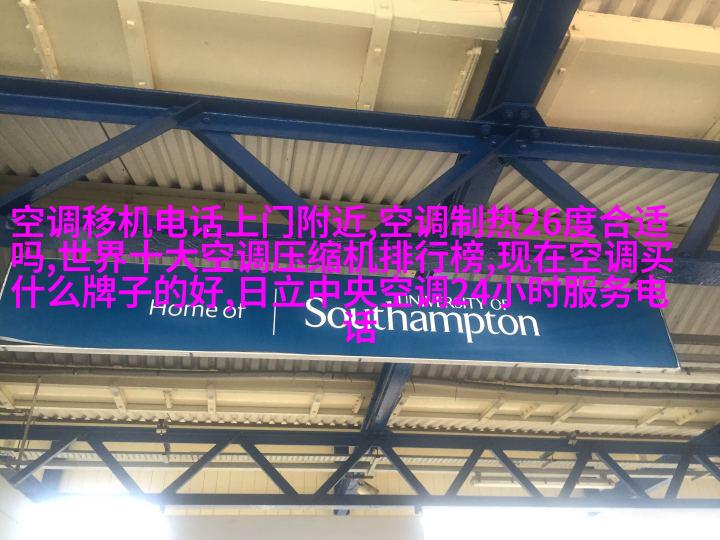 空调移机电话上门附近,空调制热26度合适
吗,世界十大空调压缩机排行榜,现在空调买
什么牌子的好,日立中央空调24小时服务电
话
Home of
UNIVERSITY OF
Southampton